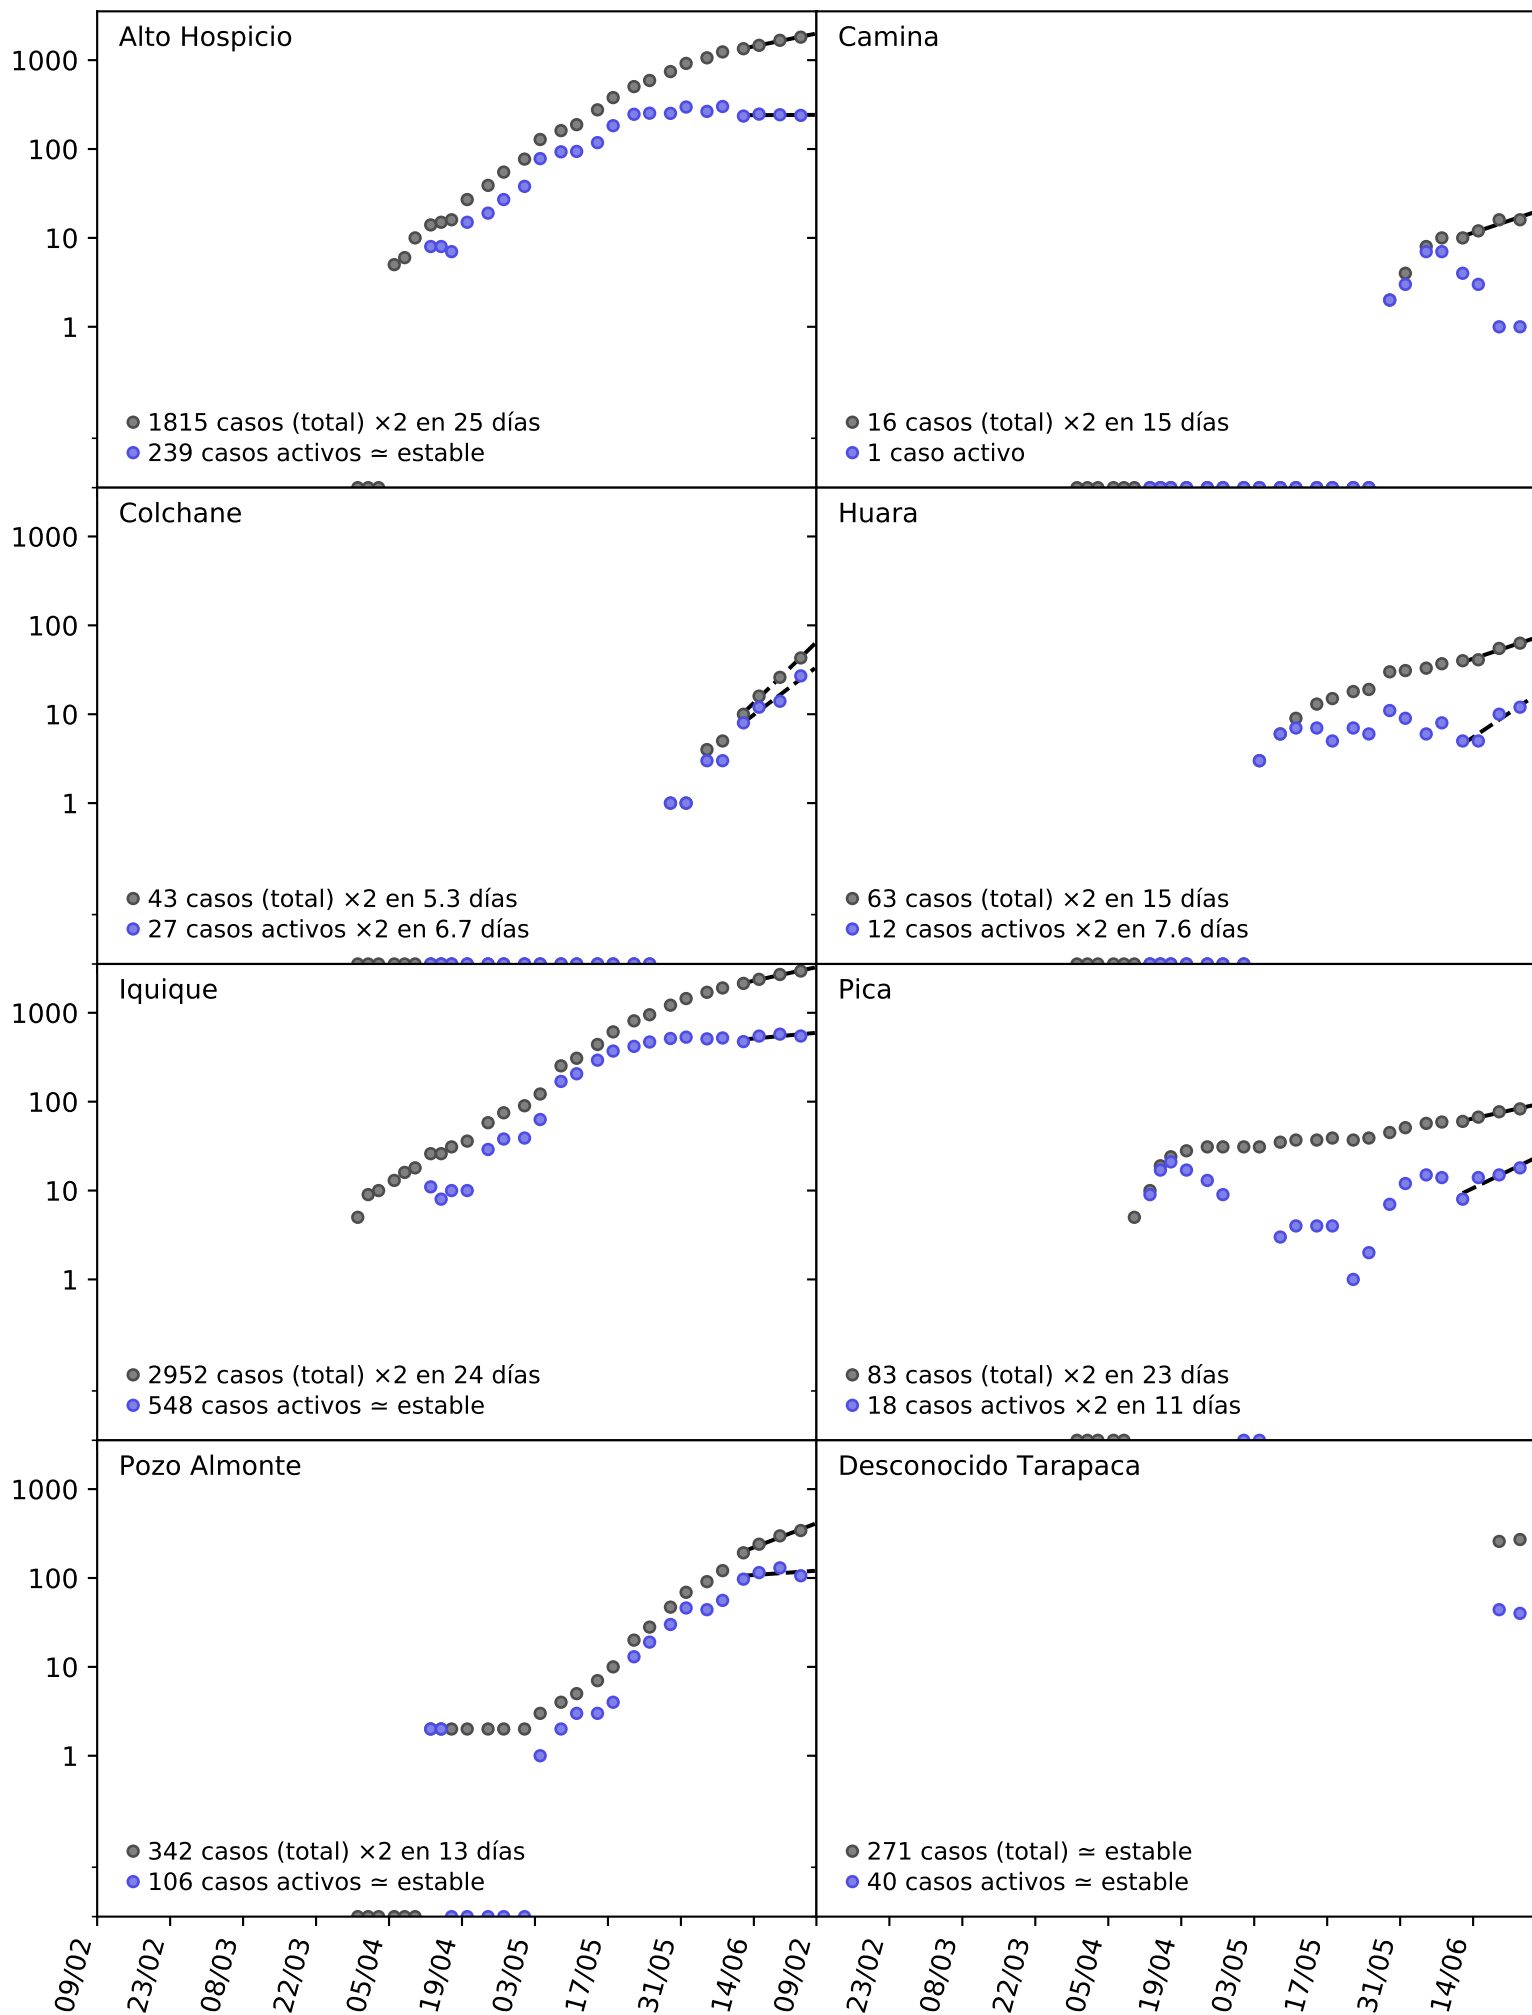 Alto Hospicio
1000
100
10
1
1815 casos (total) ×2 en 25 días
239 casos activos ≃ estable
Camina
16 casos (total) ×2 en 15 días
1 caso activo
Colchane
1000
100
10
1
43 casos (total) ×2 en 5.3 días
27 casos activos ×2 en 6.7 días
Huara
63 casos (total) ×2 en 15 días
12 casos activos ×2 en 7.6 días
Iquique
1000
100
10
1
2952 casos (total) ×2 en 24 días
548 casos activos ≃ estable
Pica
83 casos (total) ×2 en 23 días
18 casos activos ×2 en 11 días
Pozo Almonte
1000
100
10
1
342 casos (total) ×2 en 13 días
106 casos activos ≃ estable
Desconocido Tarapaca
271 casos (total) ≃ estable
40 casos activos ≃ estable
09/02
23/02
08/03
22/03
05/04
19/04
03/05
17/05
31/05
14/06
09/02
23/02
08/03
22/03
05/04
19/04
03/05
17/05
31/05
14/06